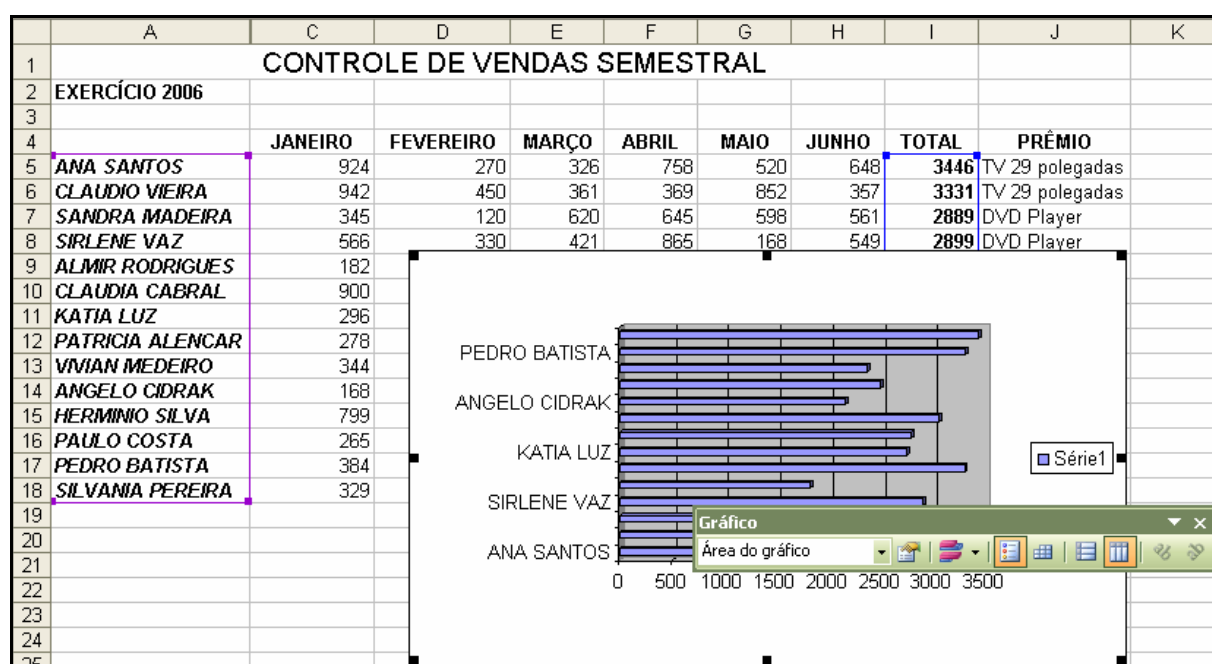 A C D E F G H I J K
1 CONTROLE DE VENDAS SEMESTRAL
2 EXERCÍCIO 2006
3
4 JANEIRO FEVEREIRO MARÇO ABRIL MAIO JUNHO TOTAL PRÊMIO
5 ANA SANTOS 924 270 326 758 520 648 3446 TV 29 polegadas
6 CLAUDIO VIEIRA 942 450 361 369 852 357 3331 TV 29 polegadas
7 SANDRA MADEIRA 345 120 620 645 598 561 2889 DVD Player
8 SIRLENE VAZ 566 330 421 865 168 549 2899 DVD Player
9 ALMIR RODRIGUES 182
10 CLAUDIA CABRAL 900
11 KATIA LUZ 296
12 PATRICIA ALENCAR 278
13 VIVIAN MEDEIRO 344
14 ANGELO CIDRAK 168
15 HERMINIO SILVA 799
16 PAULO COSTA 265
17 PEDRO BATISTA 384
18 SILVANIA PEREIRA 329
19
20
21
22
23
24
25
PEDRO BATISTA
ANGELO CIDRAK
KATIA LUZ
SIRLENE VAZ
ANA SANTOS
0 500 1000 1500 2000 2500 3000 3500
Série1
Gráfico
Área do gráfico